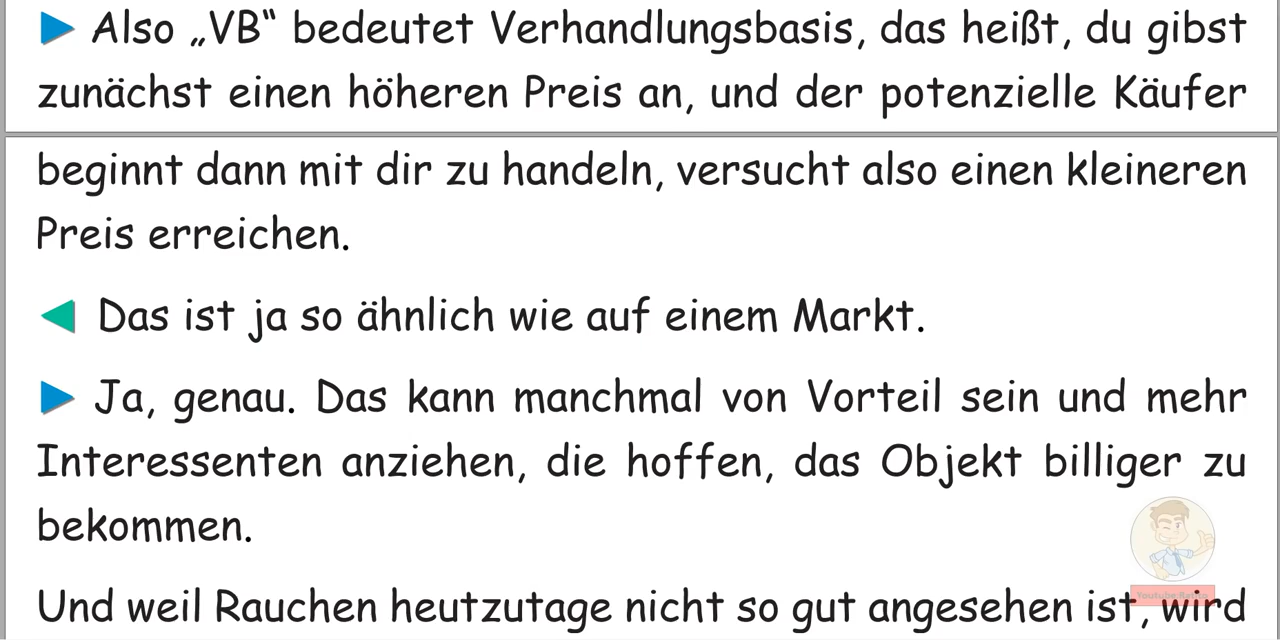 Also „VB“ bedeutet Verhandlungsbasis, das heißt, du gibst
zunächst einen höheren Preis an, und der potenzielle Käufer
beginnt dann mit dir zu handeln, versucht also einen kleineren
Preis erreichen.
Das ist ja so ähnlich wie auf einem Markt.
Ja, genau. Das kann manchmal von Vorteil sein und mehr
Interessenten anziehen, die hoffen, das Objekt billiger zu
bekommen.
Und weil Rauchen heutzutage nicht so gut angesehen ist, wird
Youtube